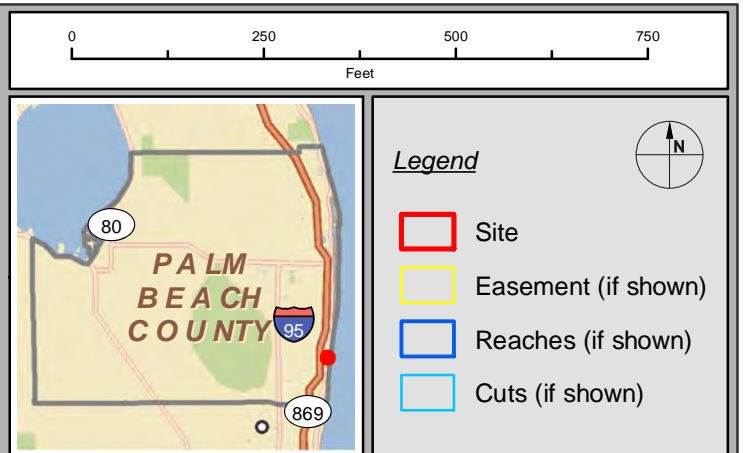 0 250 500 750
Feet
80
PALM
BEACH
COUNTY
95
869
Legend
N
Site
Easement (if shown)
Reaches (if shown)
Cuts (if shown)